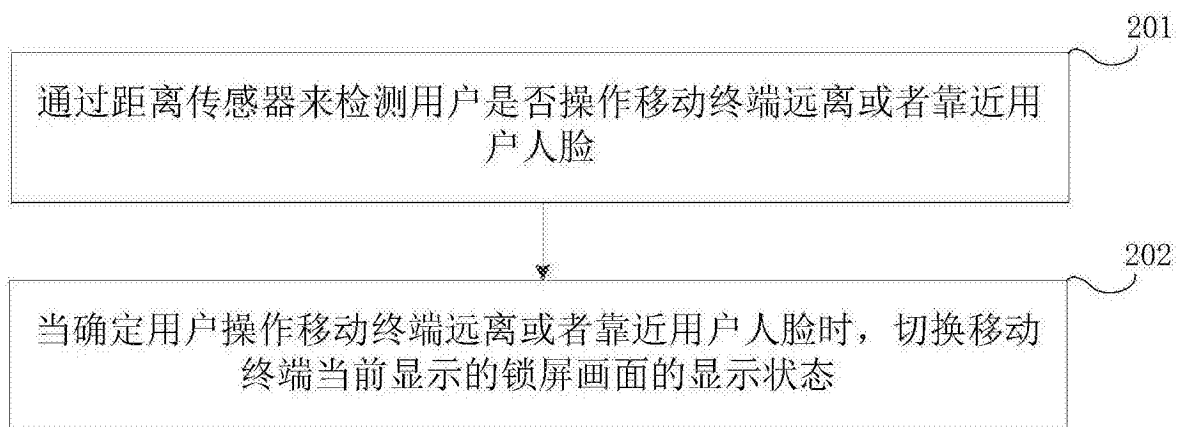 201
通过距离传感器来检测用户是否操作移动终端远离或者靠近用
户人脸
202
当确定用户操作移动终端远离或者靠近用户人脸时，切换移动
终端当前显示的锁屏画面的显示状态